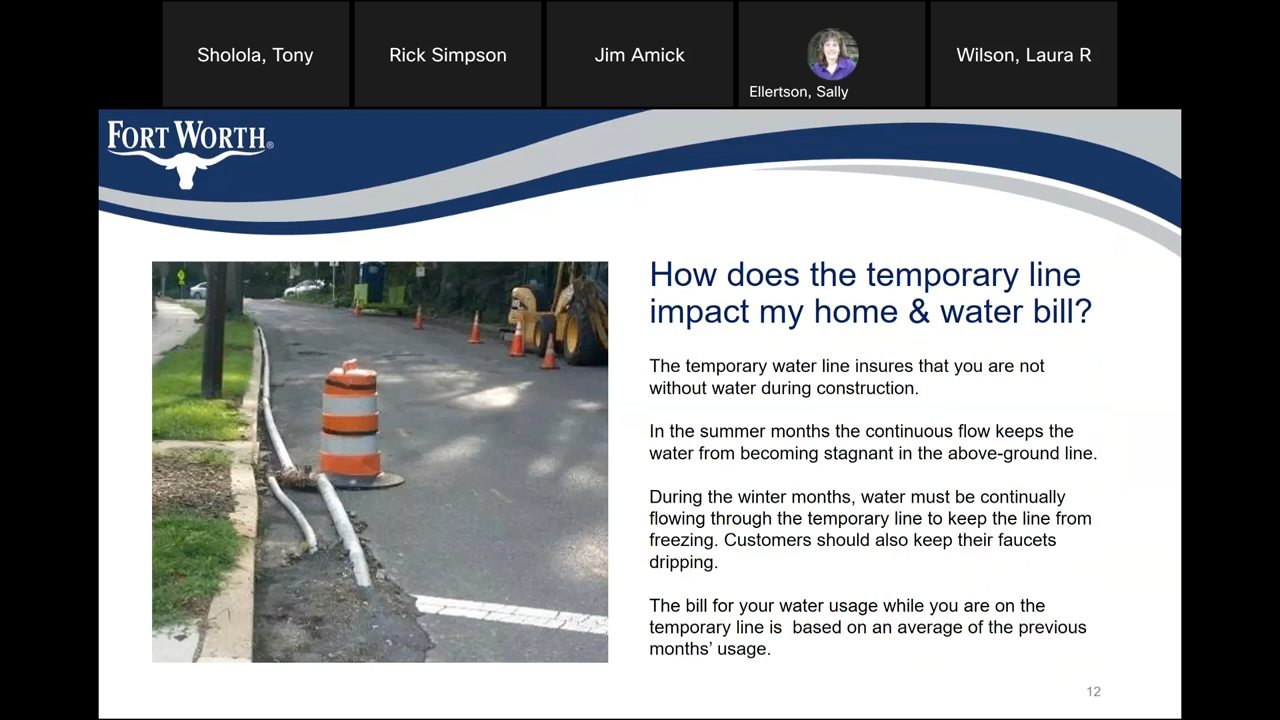 Sholola, Tony
Rick Simpson
Jim Amick
Ellertson, Sally
Wilson, Laura R
FORT WORTH®
How does the temporary line
impact my home & water bill?
The temporary water line insures that you are not
without water during construction.
In the summer months the continuous flow keeps the
water from becoming stagnant in the above-ground line.
During the winter months, water must be continually
flowing through the temporary line to keep the line from
freezing. Customers should also keep their faucets
dripping.
The bill for your water usage while you are on the
temporary line is  based on an average of the previous
months’ usage.
12